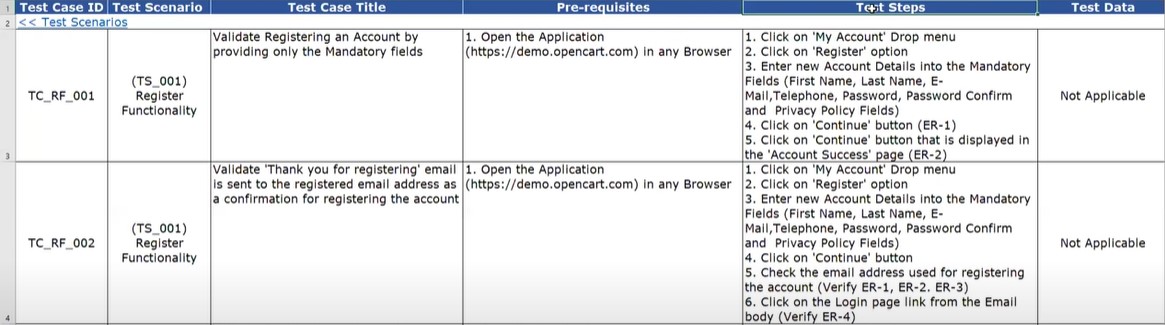 1 Test Case ID Test Scenario Test Case Title Pre-requisites Test Steps Test Data
2 << Test Scenarios
3
TC_RF_001
(TS_001)
Register
Functionality
Validate Registering an Account by
providing only the Mandatory fields
1. Open the Application
(https://demo.opencart.com) in any Browser
1. Click on 'My Account' Drop menu
2. Click on 'Register' option
3. Enter new Account Details into the Mandatory
Fields (First Name, Last Name, E-
Mail,Telephone, Password, Password Confirm
and  Privacy Policy Fields)
4. Click on 'Continue' button (ER-1)
5. Click on 'Continue' button that is displayed in
the 'Account Success' page (ER-2)
Not Applicable
4
TC_RF_002
(TS_001)
Register
Functionality
Validate 'Thank you for registering' email
is sent to the registered email address as
a confirmation for registering the account
1. Open the Application
(https://demo.opencart.com) in any Browser
1. Click on 'My Account' Drop menu
2. Click on 'Register' option
3. Enter new Account Details into the Mandatory
Fields (First Name, Last Name, E-
Mail,Telephone, Password, Password Confirm
and  Privacy Policy Fields)
4. Click on 'Continue' button
5. Check the email address used for registering
the account (Verify ER-1, ER-2. ER-3)
6. Click on the Login page link from the Email
body (Verify ER-4)
Not Applicable